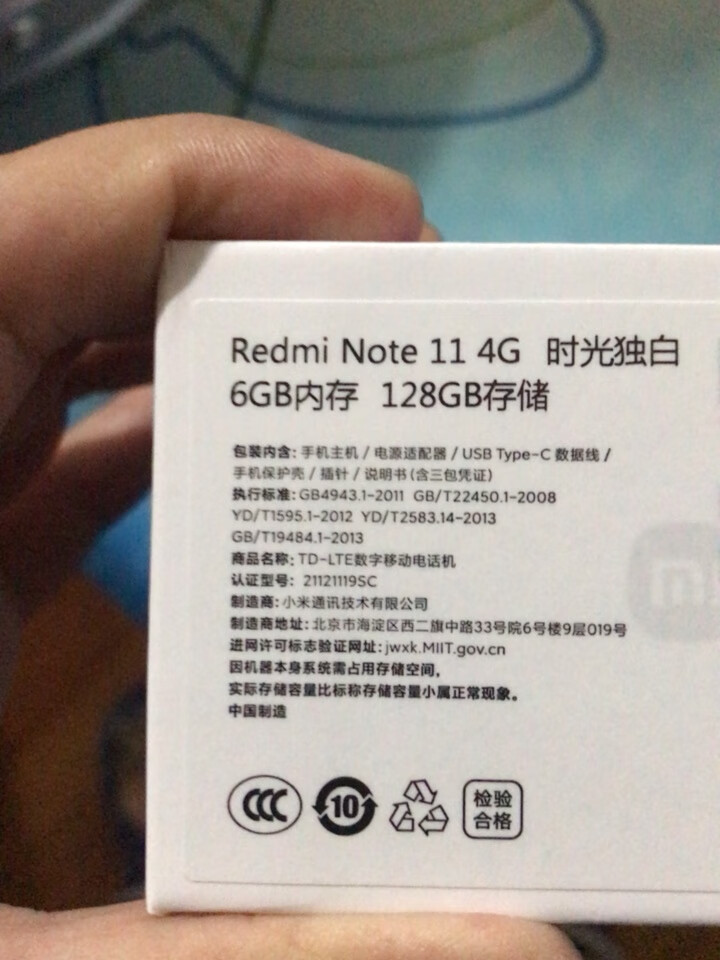 Redmi Note 11 4G 时光独白
6GB内存 128GB存储
包装内含: 手机主机 / 电源适配器 / USB Type-C 数据线 /
手机保护壳 / 插针 / 说明书(含三包凭证)
执行标准: GB4943.1-2011 GB/T22450.1-2008
YD/T1595.1-2012 YD/T2583.14-2013
GB/T19484.1-2013
商品名称: TD-LTE数字移动电话机
认证型号: 21121119SC
制造商: 小米通讯技术有限公司
制造商地址: 北京市海淀区西二旗中路33号院6号楼9层019号
进网许可标志验证网址: jwxk.MIIT.gov.cn
因机器本身系统需占用存储空间,
实际存储容量比标称存储容量小属正常现象。
中国制造
CCC 10 检验
合格